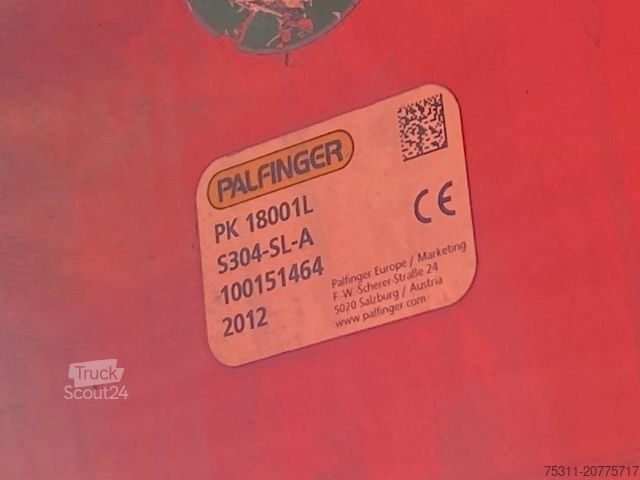 PALFINGER
PK 18001L
S304-SL-A
100151464
2012
CE
Palfinger Europe / Marketing
F.-W.-Scherer-Straße 24
5020 Salzburg / Austria
www.palfinger.com
Truck
Scout24
75311-20775717